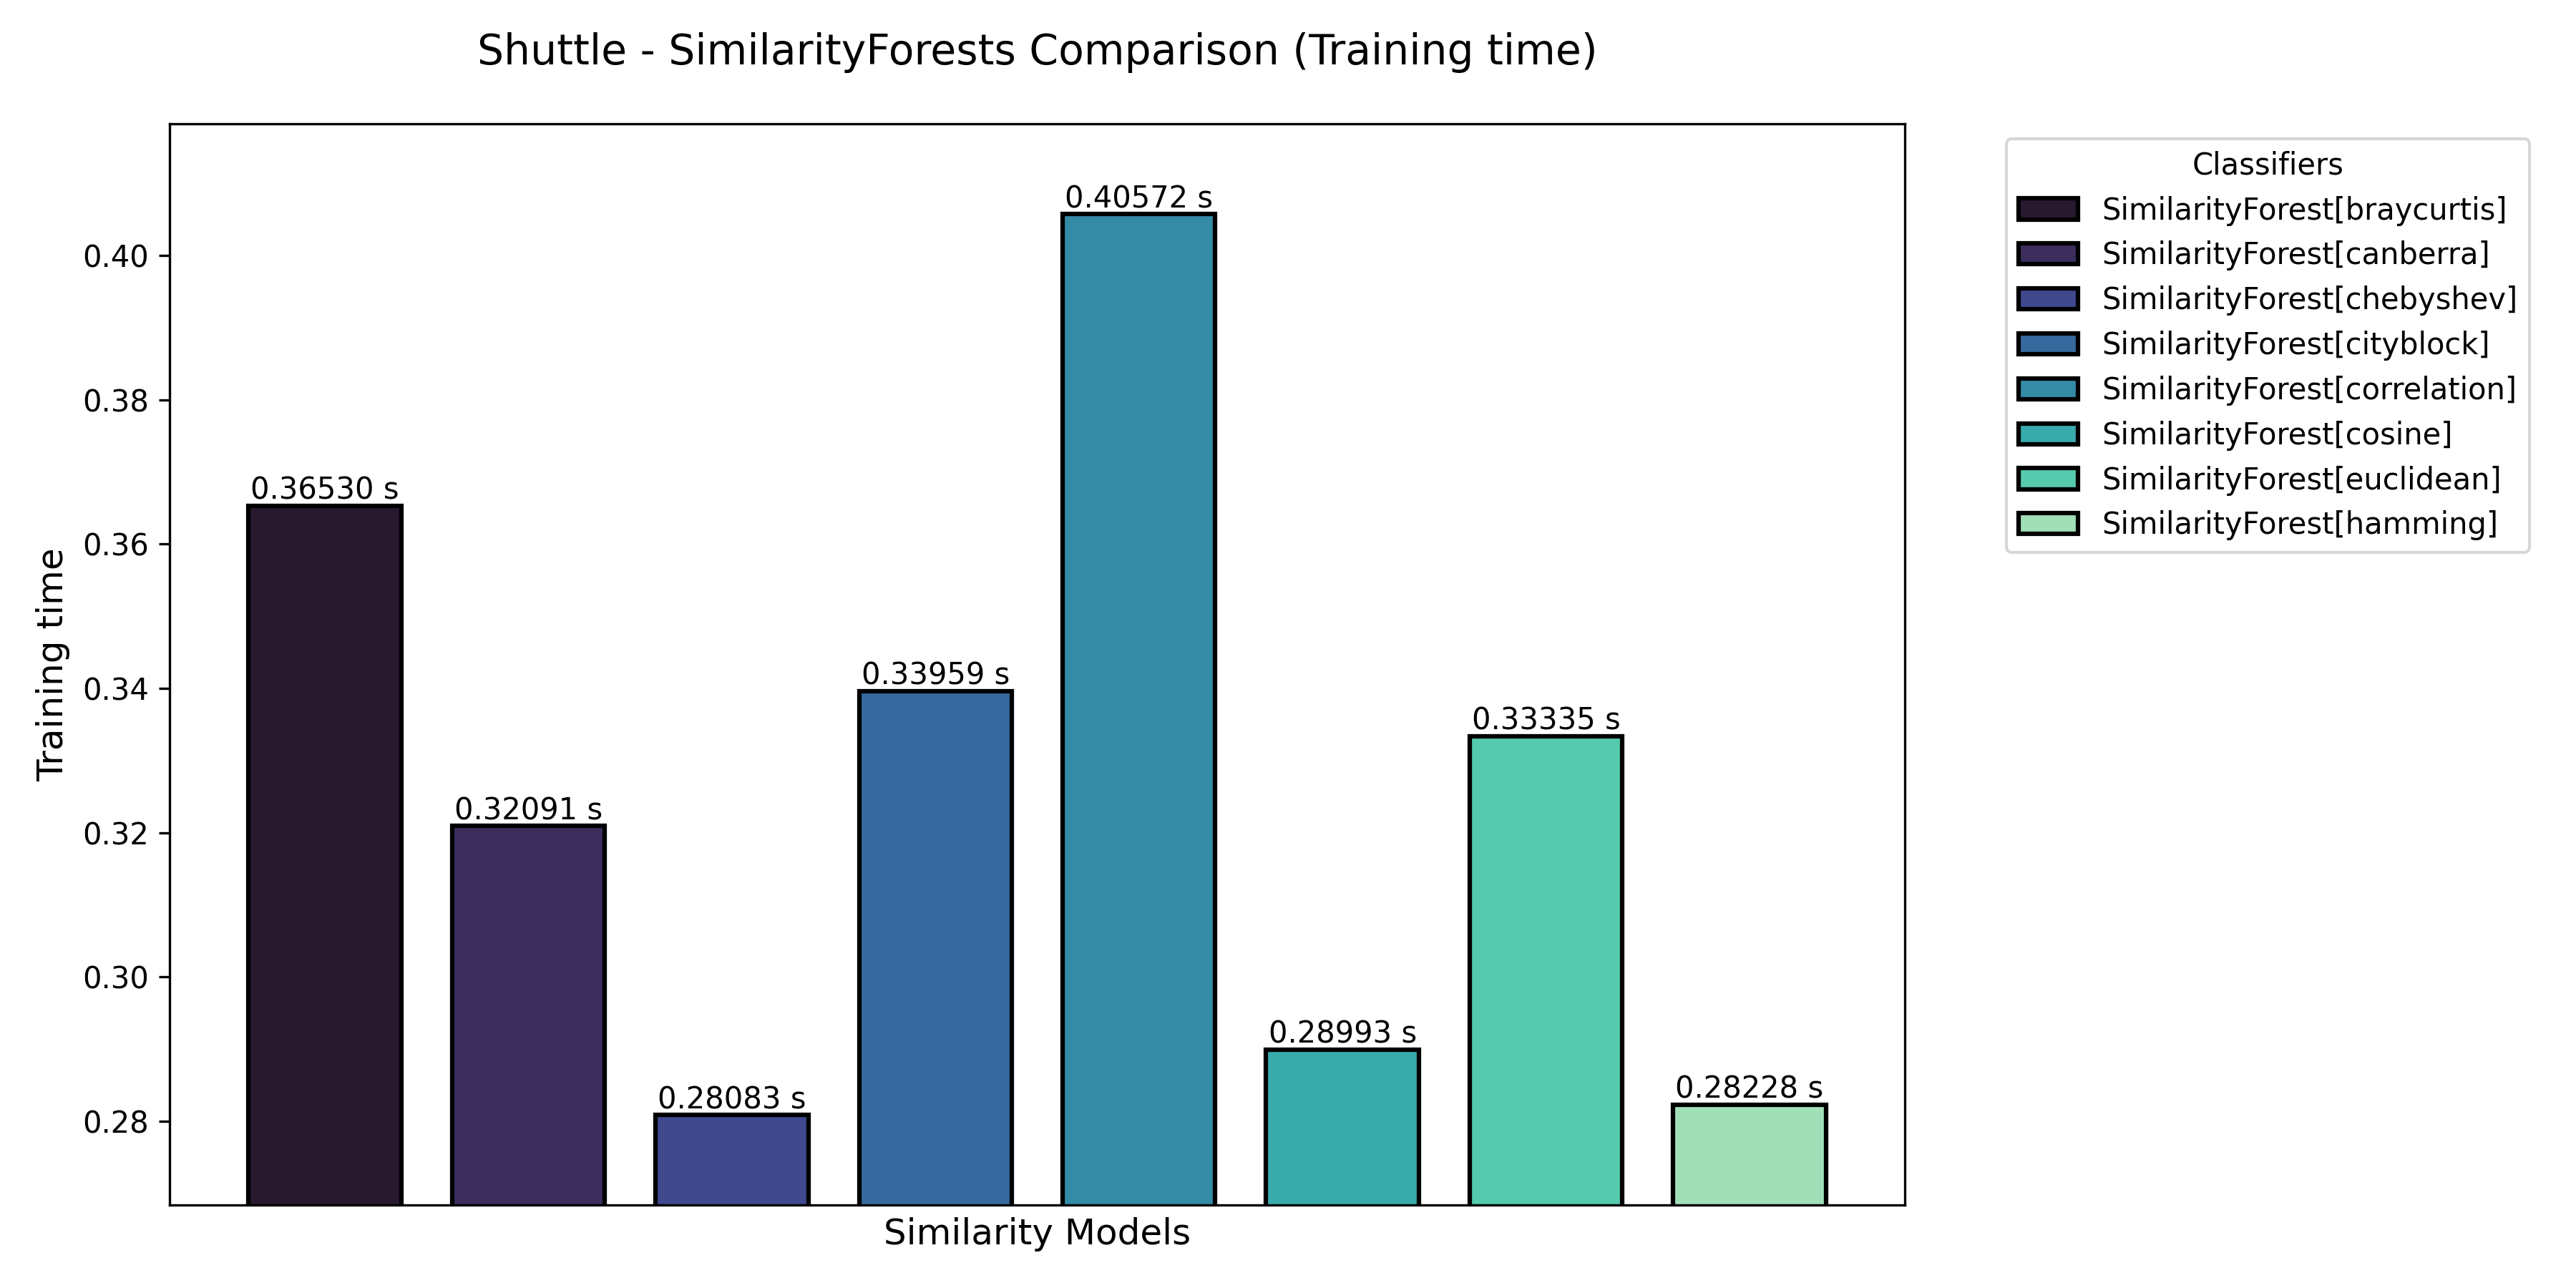 Shuttle - SimilarityForests Comparison (Training time)
Training time
0.40
0.38
0.36
0.34
0.32
0.30
0.28
0.36530 s
0.32091 s
0.28083 s
0.33959 s
0.40572 s
0.28993 s
0.33335 s
0.28228 s
Similarity Models
Classifiers
SimilarityForest[braycurtis]
SimilarityForest[canberra]
SimilarityForest[chebyshev]
SimilarityForest[cityblock]
SimilarityForest[correlation]
SimilarityForest[cosine]
SimilarityForest[euclidean]
SimilarityForest[hamming]